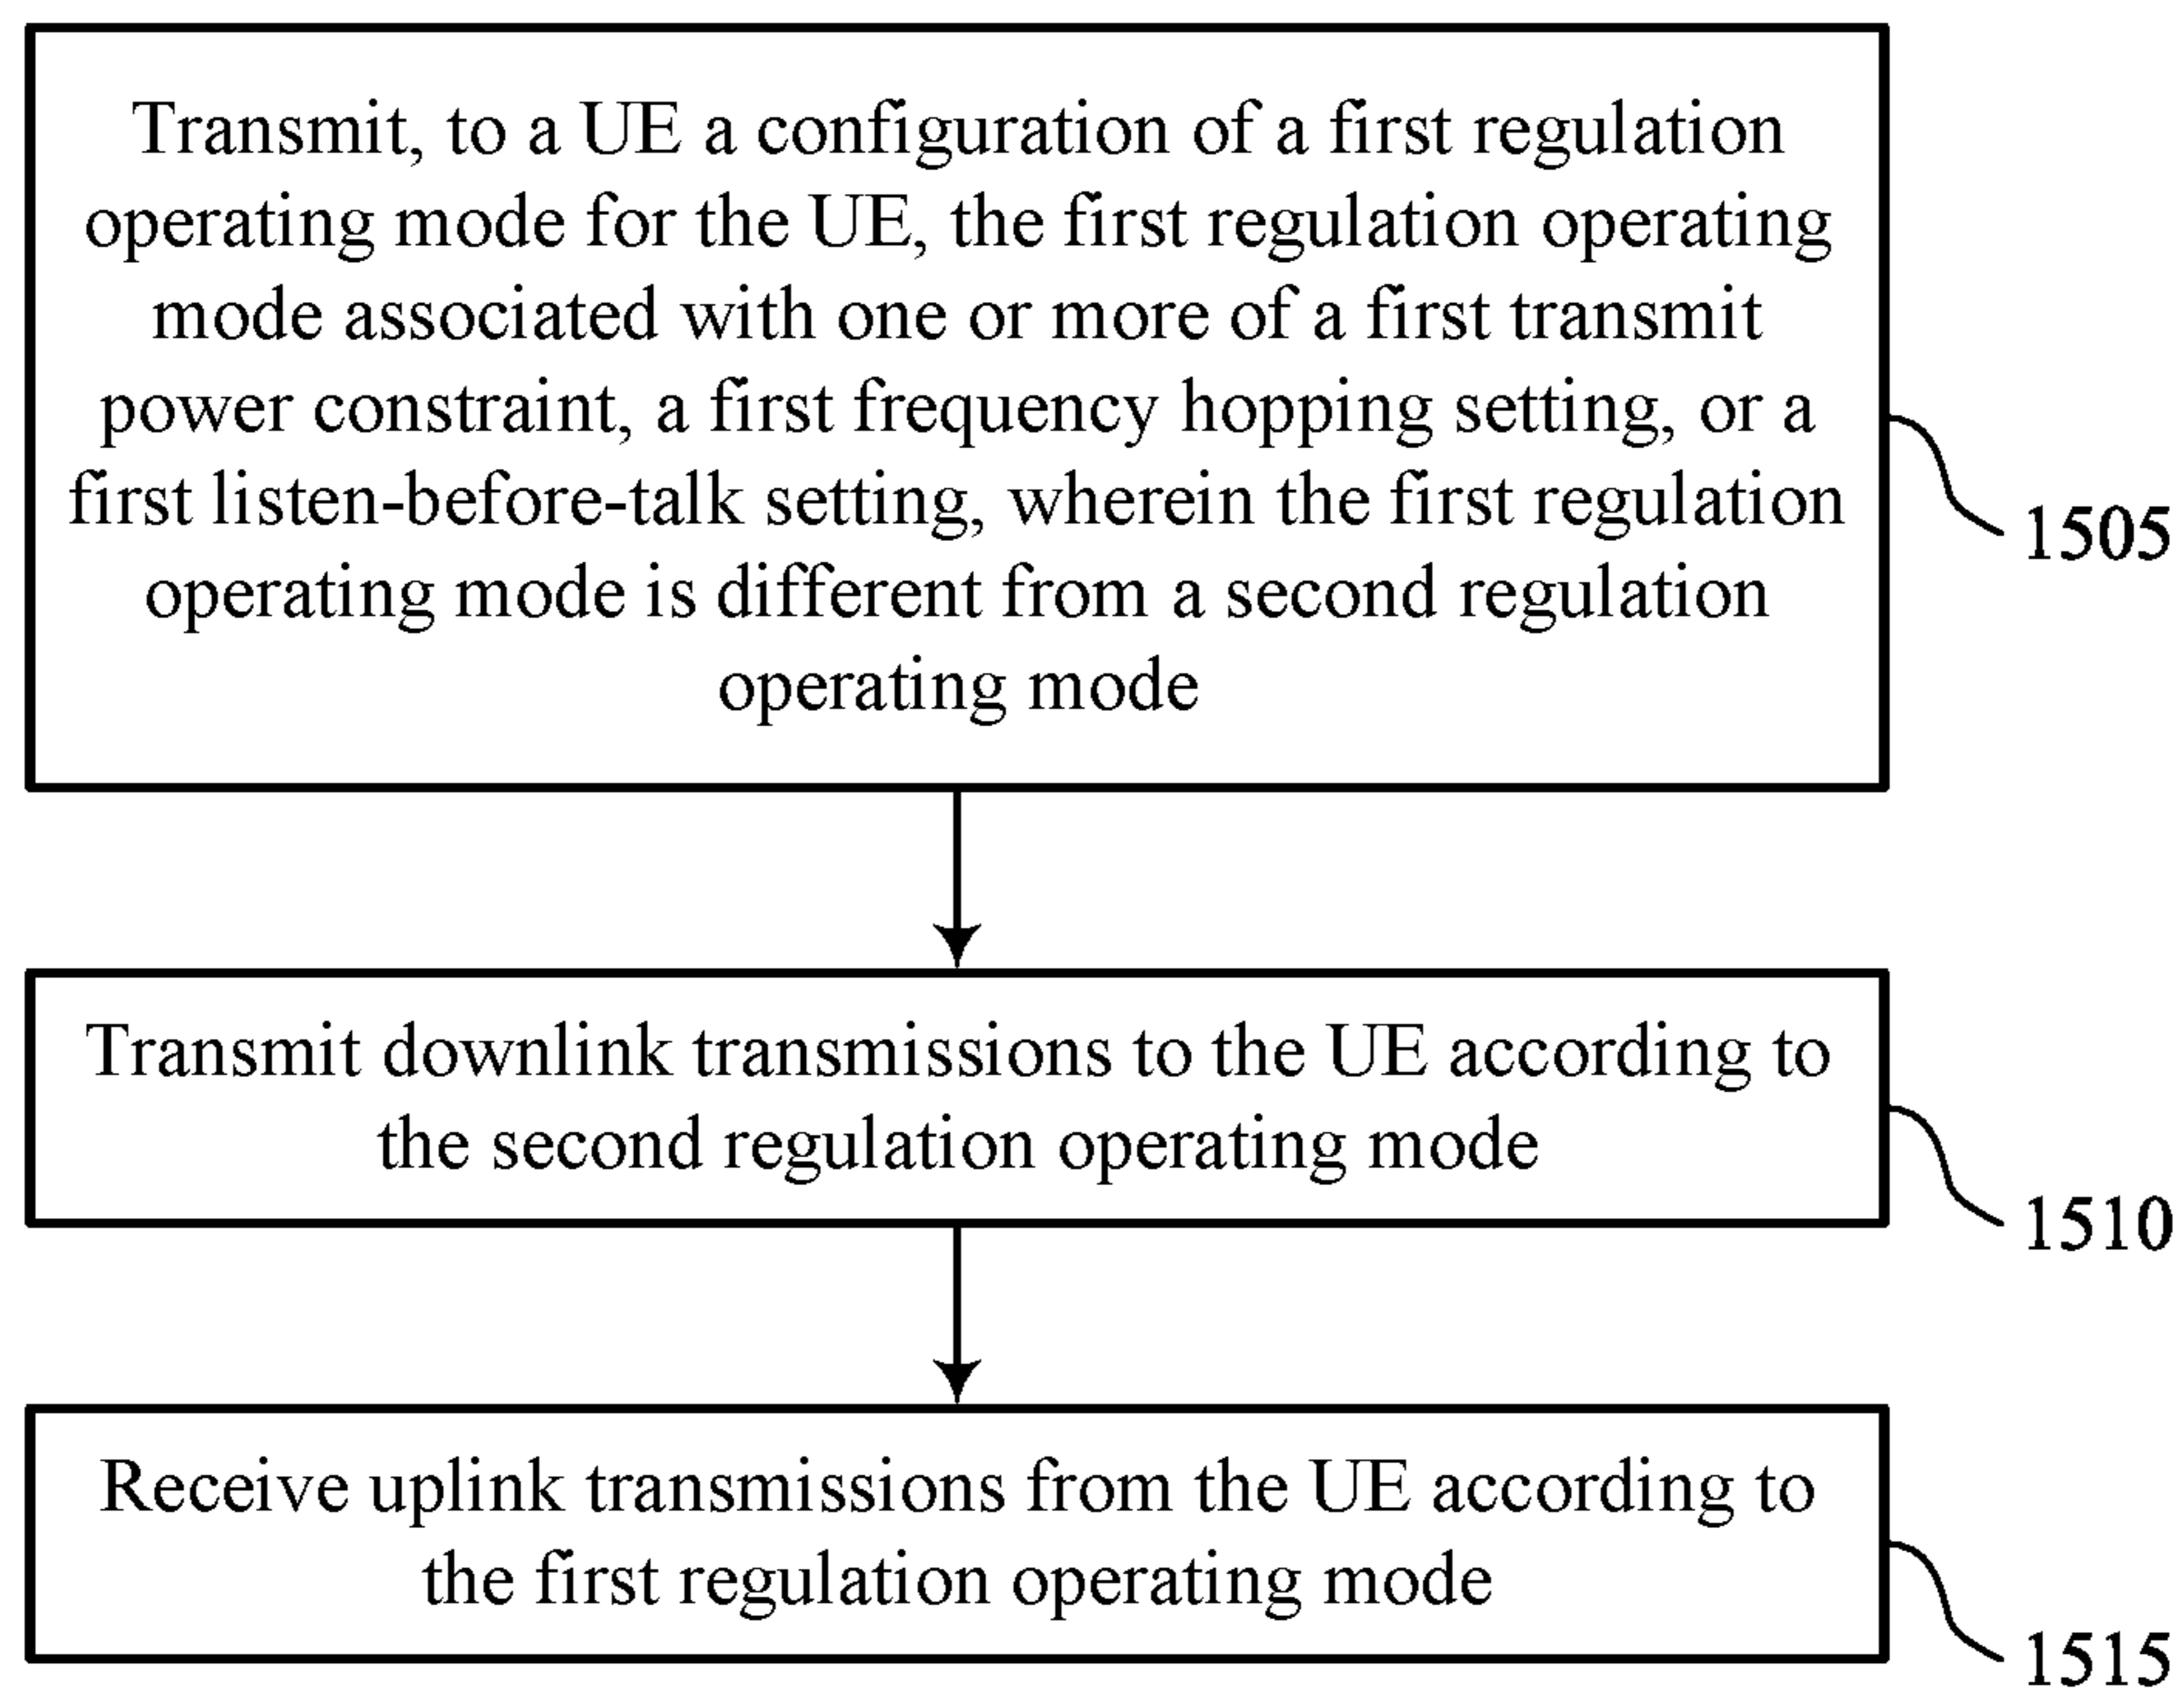 Transmit, to a UE a configuration of a first regulation
operating mode for the UE, the first regulation operating
mode associated with one or more of a first transmit
power constraint, a first frequency hopping setting, or a
first listen-before-talk setting, wherein the first regulation
operating mode is different from a second regulation
operating mode
1505
Transmit downlink transmissions to the UE according to
the second regulation operating mode
1510
Receive uplink transmissions from the UE according to
the first regulation operating mode
1515